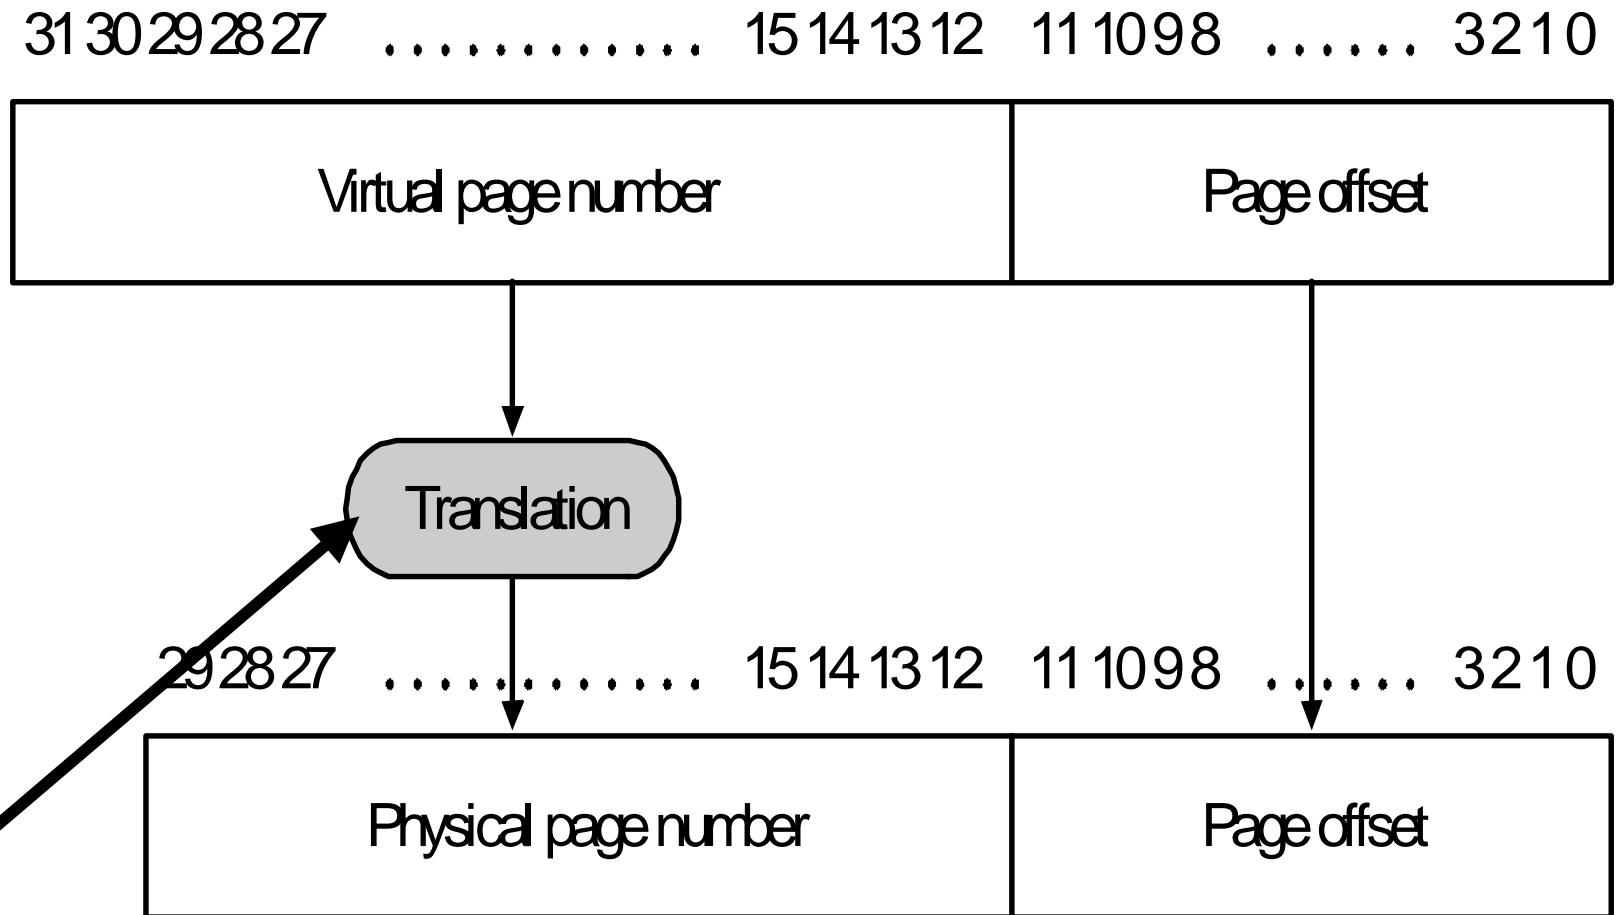 31 30 29 28 27 ............ 15 14 13 12 11 10 9 8 ...... 3 2 1 0
Virtual page number Page offset
Translation
29 28 27 ............ 15 14 13 12 11 10 9 8 ...... 3 2 1 0
Physical page number Page offset